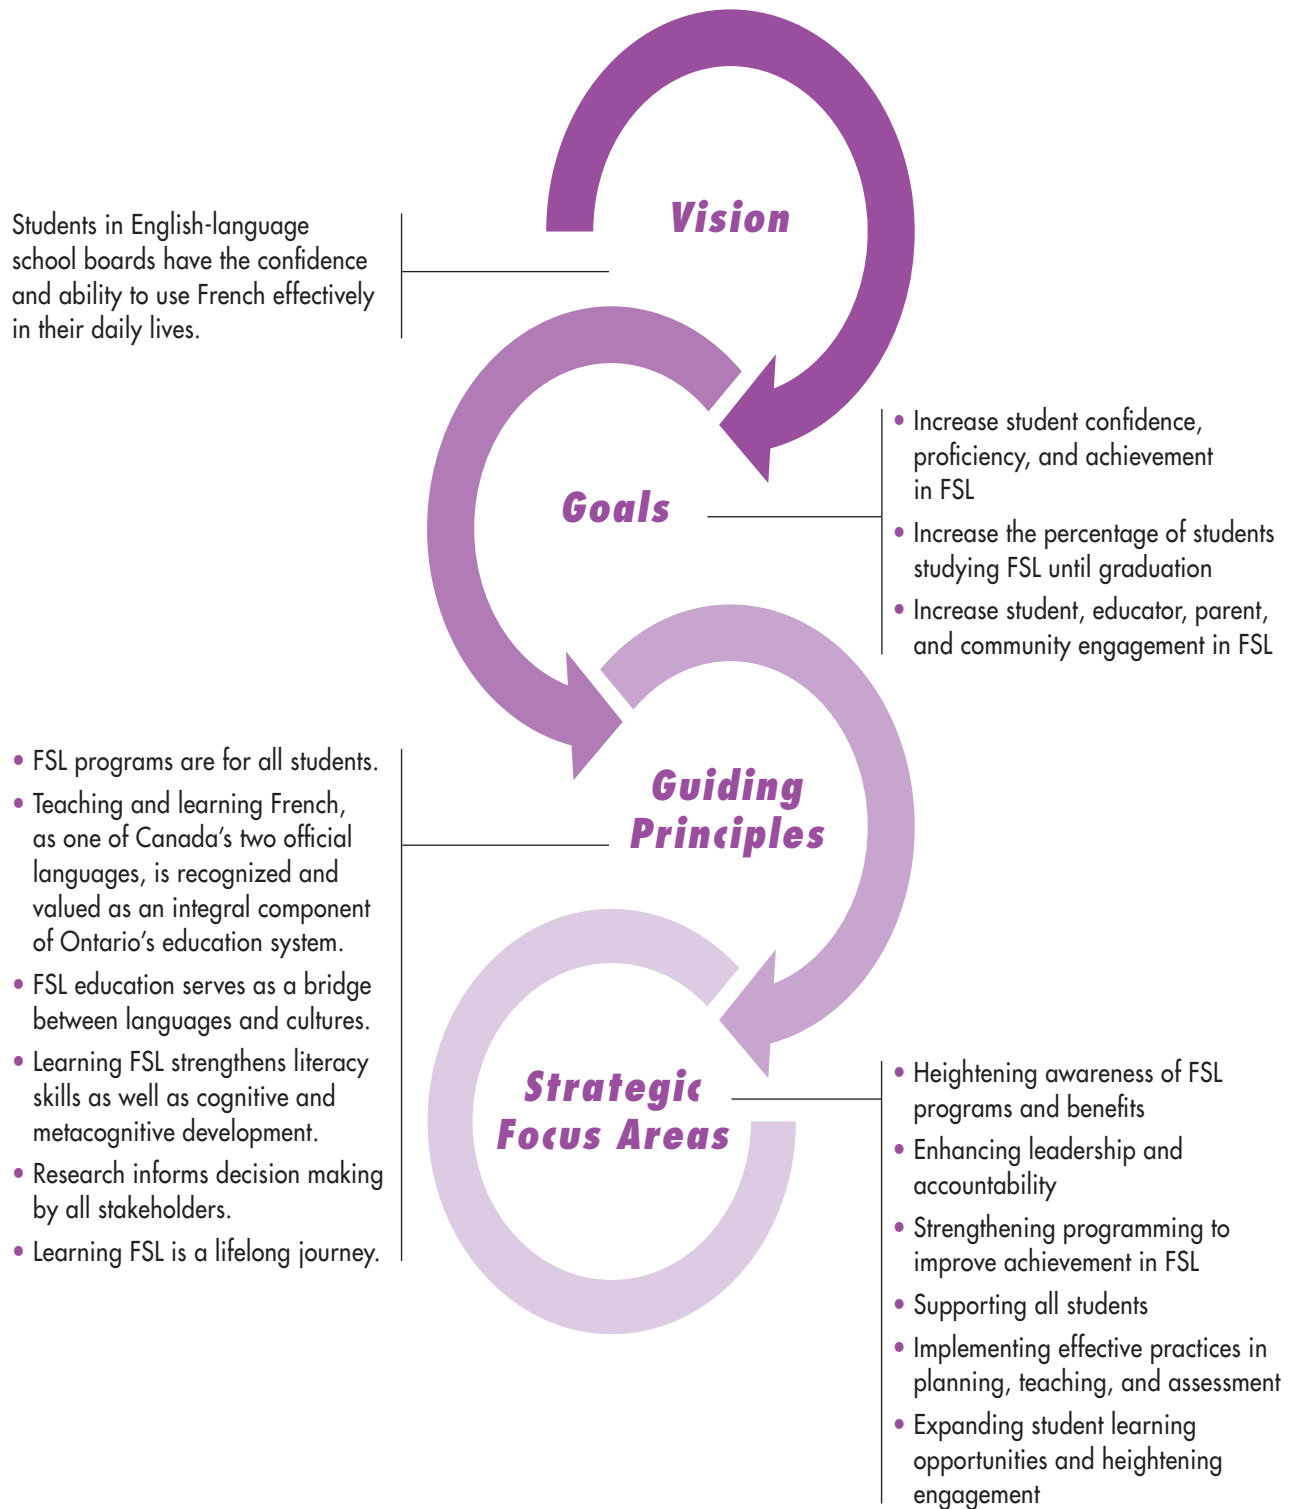 Vision
Students in English-language
school boards have the confidence
and ability to use French effectively
in their daily lives.
Goals
• Increase student confidence,
proficiency, and achievement
in FSL
• Increase the percentage of students
studying FSL until graduation
• Increase student, educator, parent,
and community engagement in FSL
Guiding
Principles
• FSL programs are for all students.
• Teaching and learning French,
as one of Canada’s two official
languages, is recognized and
valued as an integral component
of Ontario’s education system.
• FSL education serves as a bridge
between languages and cultures.
• Learning FSL strengthens literacy
skills as well as cognitive and
metacognitive development.
• Research informs decision making
by all stakeholders.
• Learning FSL is a lifelong journey.
Strategic
Focus Areas
• Heightening awareness of FSL
programs and benefits
• Enhancing leadership and
accountability
• Strengthening programming to
improve achievement in FSL
• Supporting all students
• Implementing effective practices in
planning, teaching, and assessment
• Expanding student learning
opportunities and heightening
engagement